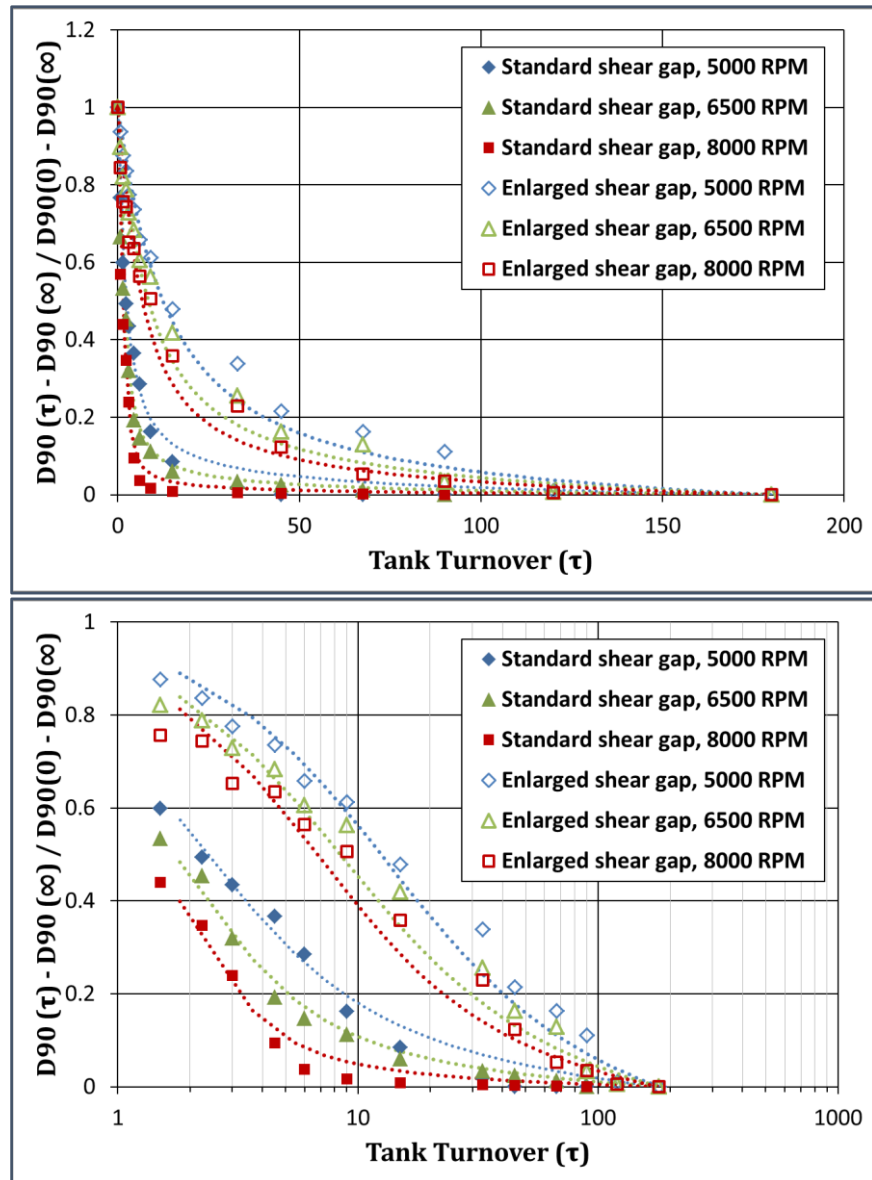 D90 (τ) - D90 (∞) / D90(0) - D90(∞)
1.2
1
0.8
0.6
0.4
0.2
0
Standard shear gap, 5000 RPM
Standard shear gap, 6500 RPM
Standard shear gap, 8000 RPM
Enlarged shear gap, 5000 RPM
Enlarged shear gap, 6500 RPM
Enlarged shear gap, 8000 RPM
0 50 100 150 200
Tank Turnover (τ)
D90 (τ) - D90 (∞) / D90(0) - D90(∞)
1
0.8
0.6
0.4
0.2
0
Standard shear gap, 5000 RPM
Standard shear gap, 6500 RPM
Standard shear gap, 8000 RPM
Enlarged shear gap, 5000 RPM
Enlarged shear gap, 6500 RPM
Enlarged shear gap, 8000 RPM
1 10 100 1000
Tank Turnover (τ)